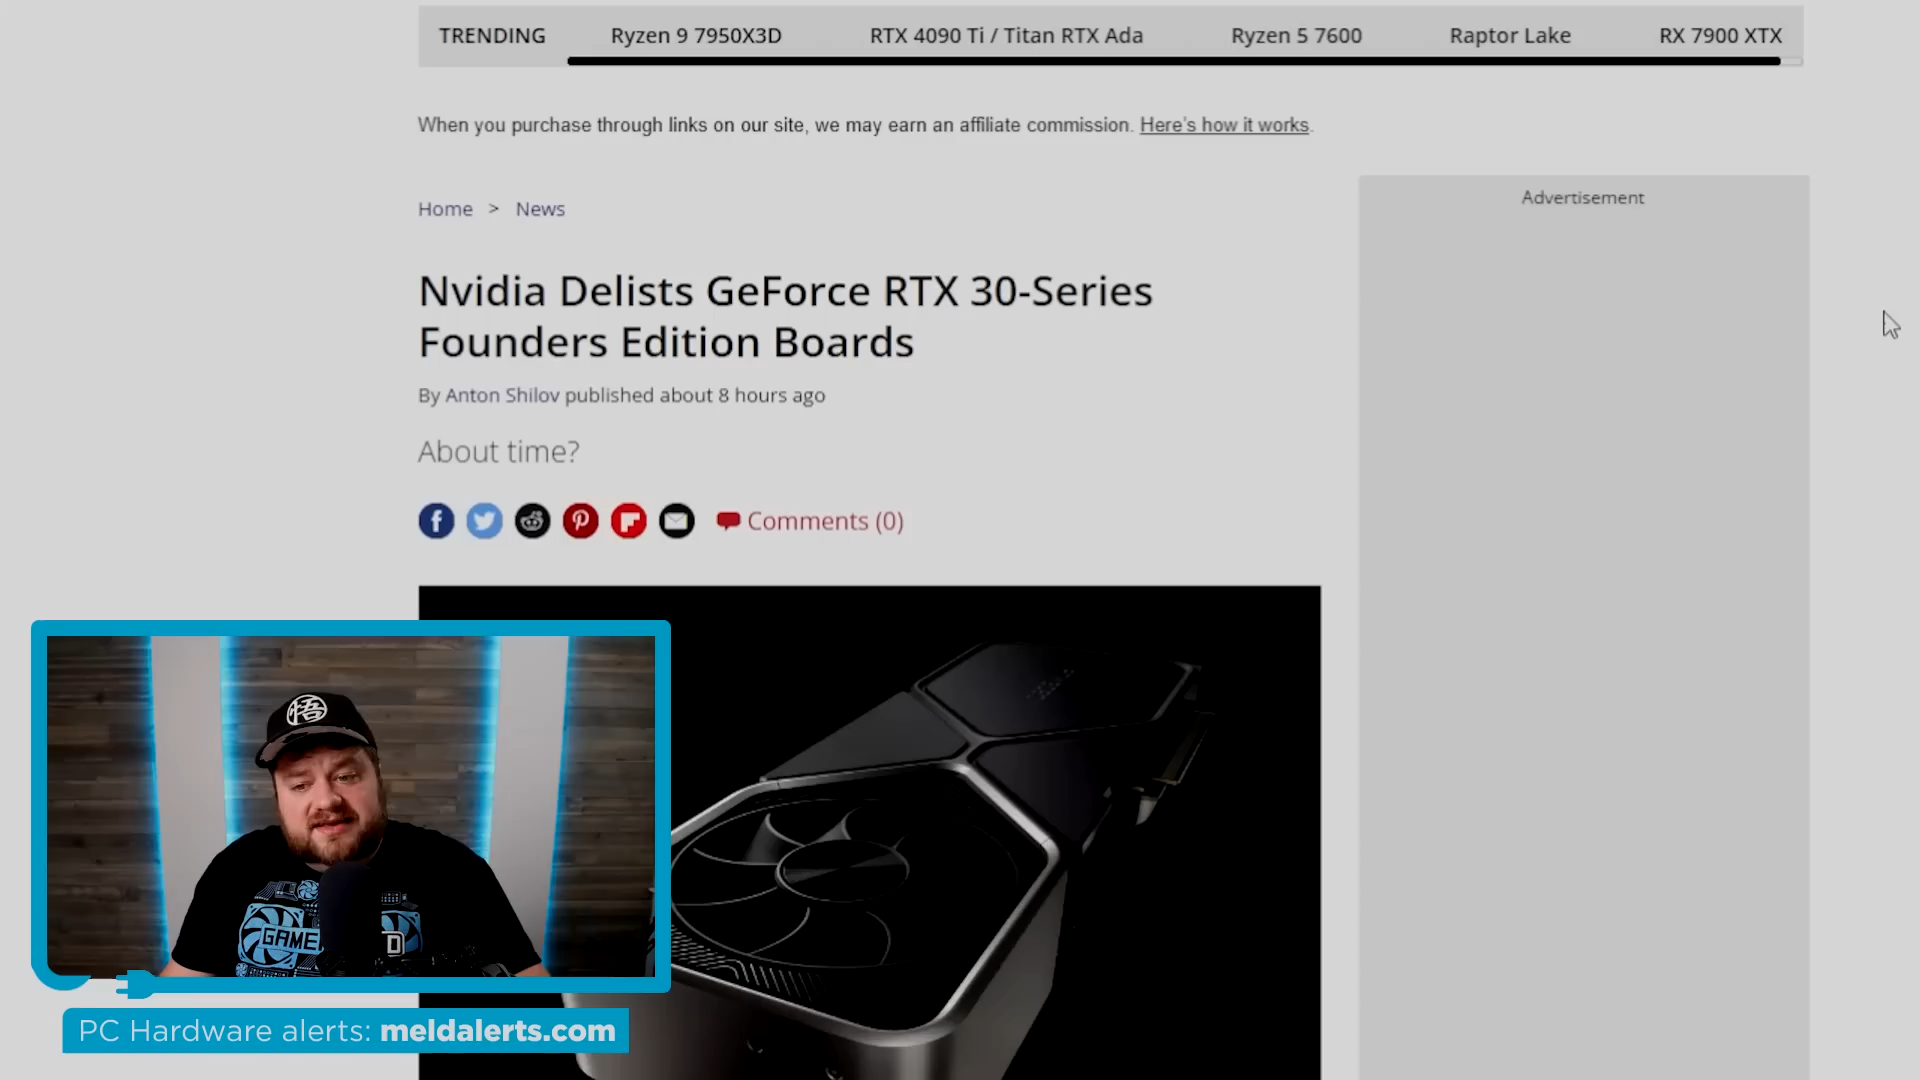 TRENDING Ryzen 9 7950X3D RTX 4090 Ti / Titan RTX Ada Ryzen 5 7600 Raptor Lake RX 7900 XTX
When you purchase through links on our site, we may earn an affiliate commission. Here's how it works.
Advertisement
Home > News
Nvidia Delists GeForce RTX 30-Series
Founders Edition Boards
By Anton Shilov published about 8 hours ago
About time?
Comments (0)
悟
GAME
D
PC Hardware alerts: meldalerts.com